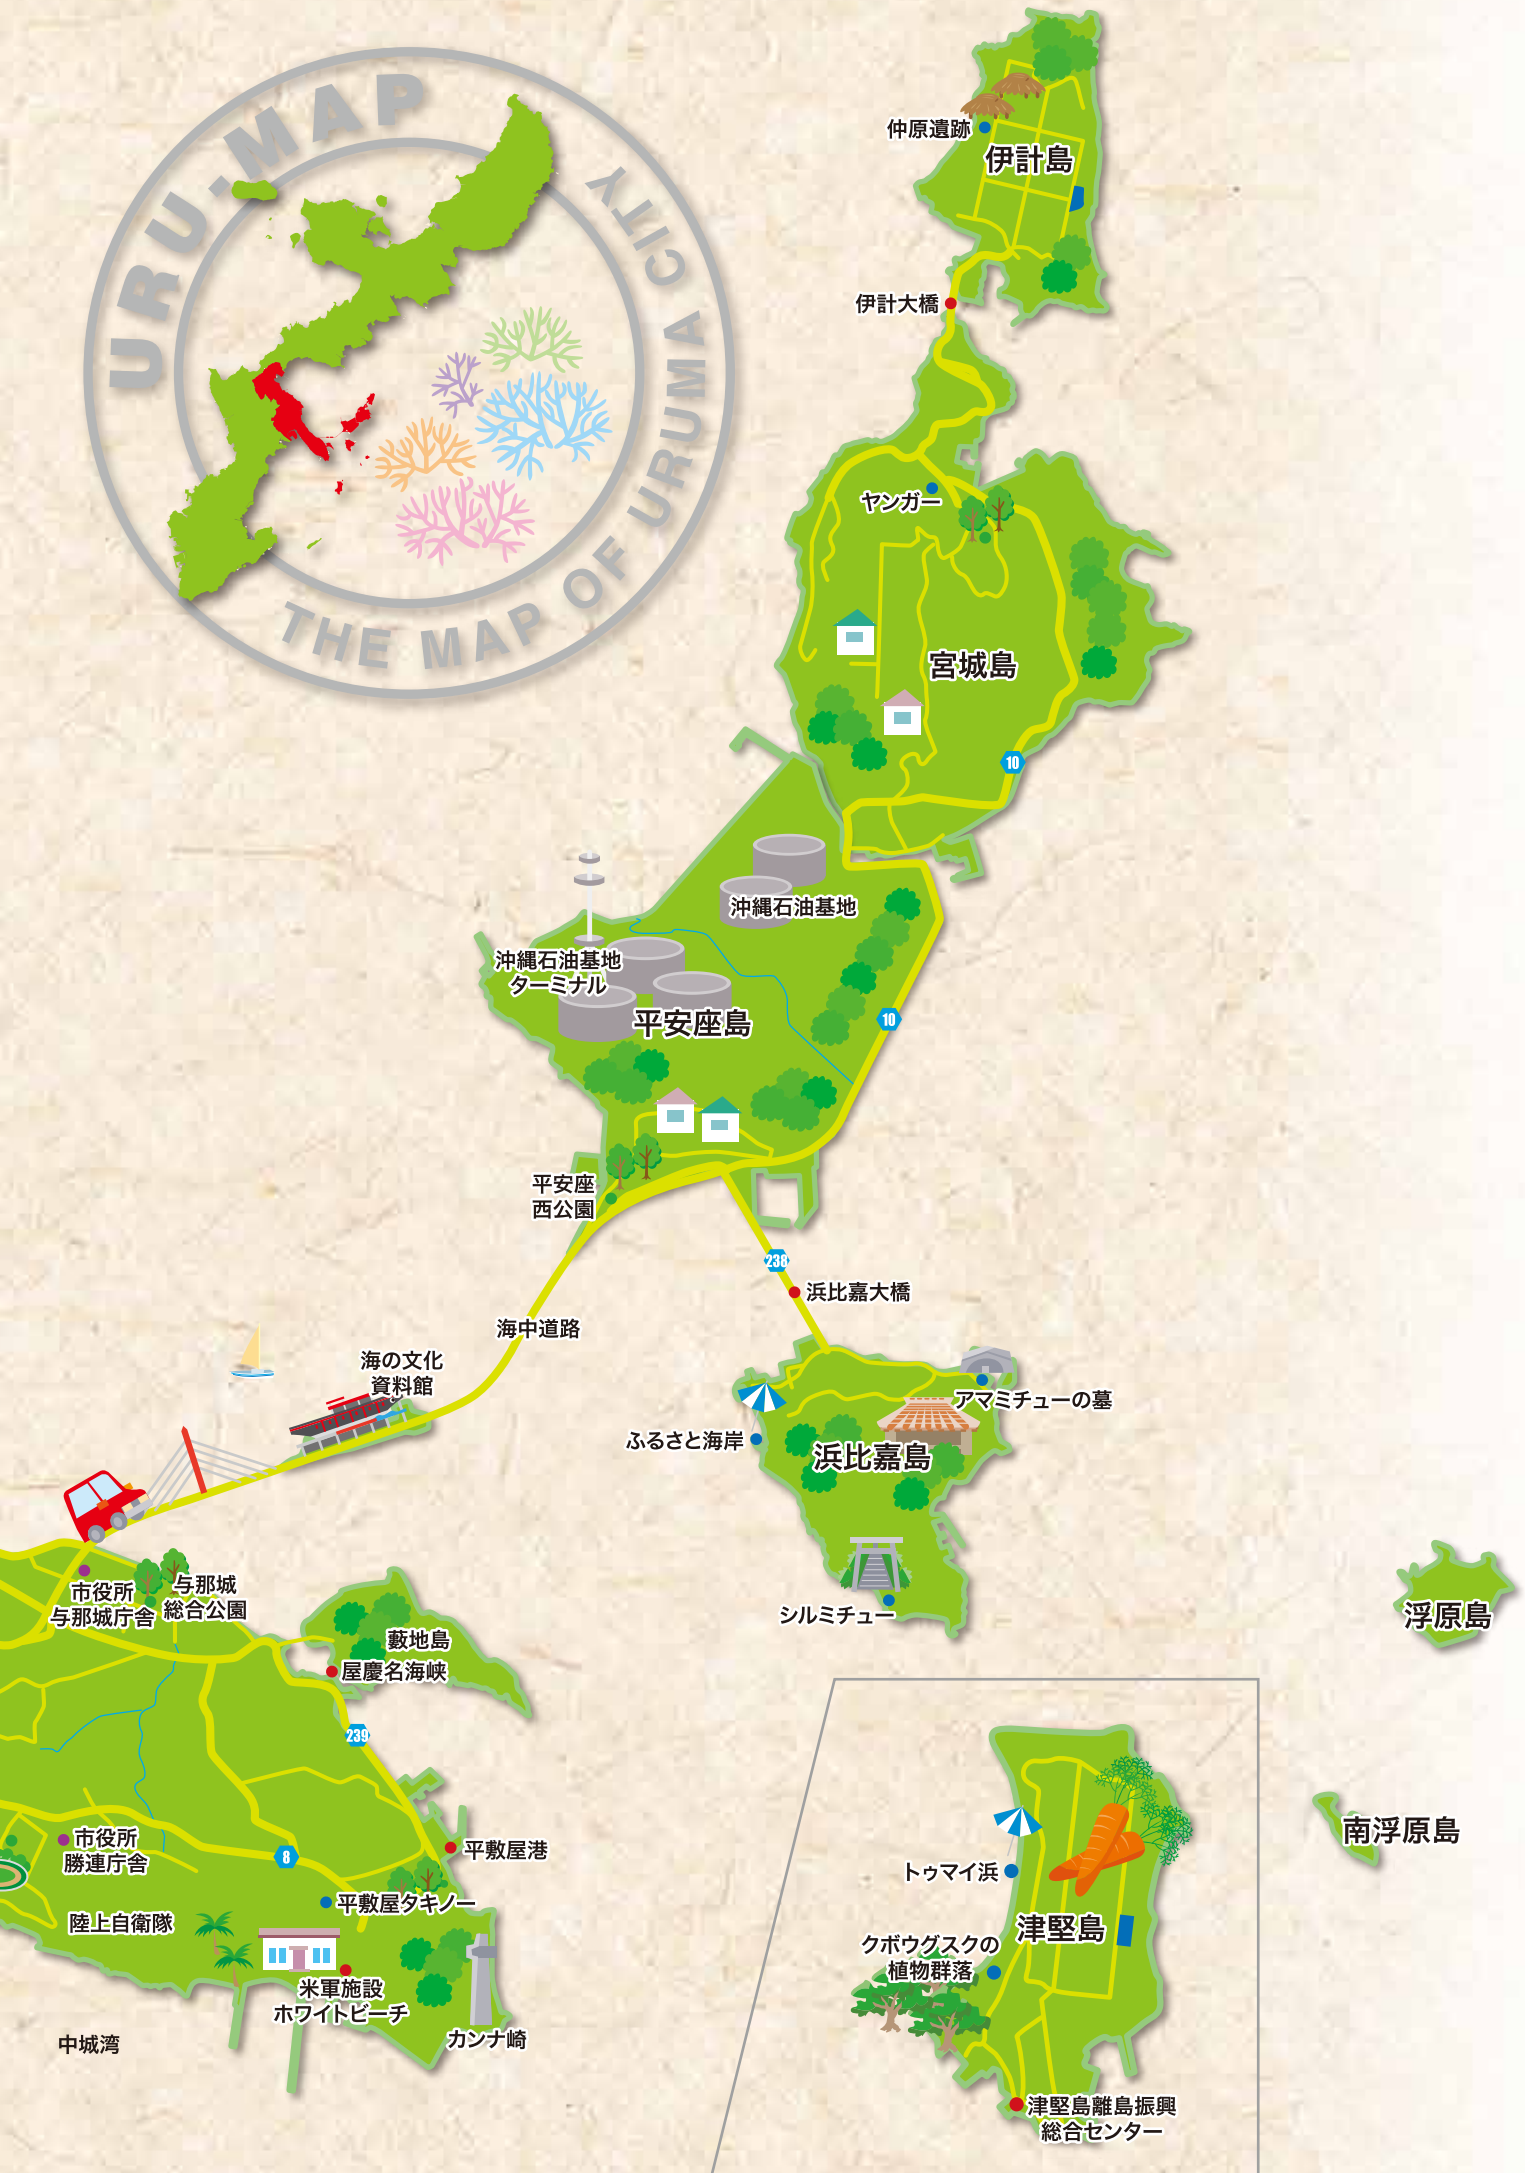 URU・MAP
THE MAP OF URUMA CITY
仲原遺跡
伊計島
伊計大橋
ヤンガー
宮城島
10
沖縄石油基地
沖縄石油基地
ターミナル
平安座島
10
平安座
西公園
238
浜比嘉大橋
海中道路
海の文化
資料館
アマミチューの墓
ふるさと海岸
浜比嘉島
シルミチュー
市役所
与那城庁舎
与那城
総合公園
藪地島
屋慶名海峡
239
浮原島
南浮原島
市役所
勝連庁舎
8
平敷屋港
平敷屋タキノー
陸上自衛隊
米軍施設
ホワイトビーチ
カンナ崎
中城湾
トゥマイ浜
津堅島
クボウグスクの
植物群落
津堅島離島振興
総合センター